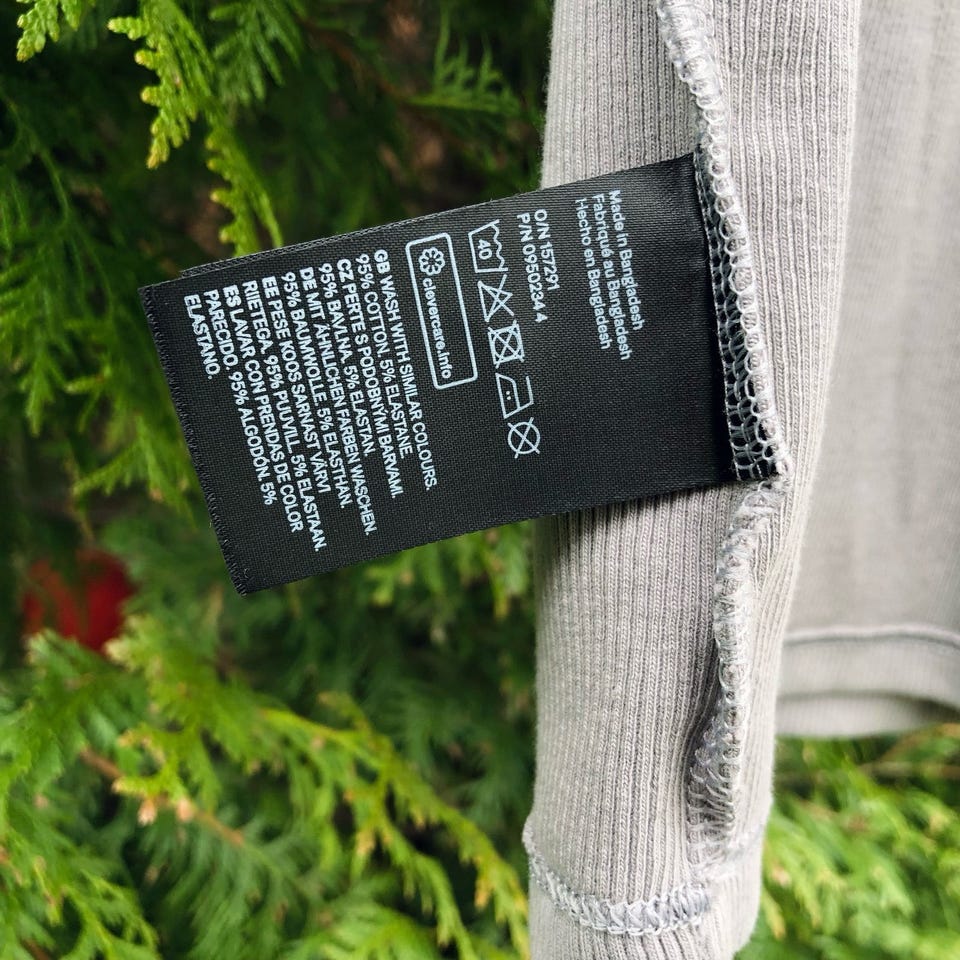 Made in Bangladesh
Fabriqué au Bangladesh
Hecho en Bangladesh
O/N 157291
P/N 0950234 4
40
clevercare.info
GB WASH WITH SIMILAR COLOURS.
95% COTTON. 5% ELASTANE
CZ PERTE S PODOBNÝMI BARVAMI.
95% BAVLNA. 5% ELASTAN.
DE MIT ÄHNLICHEN FARBEN WASCHEN.
95% BAUMWOLLE. 5% ELASTHAN.
EE PESE KOOS SARNAST VÄRVI
RIIETEGA. 95% PUUVILL. 5% ELASTAAN.
ES LAVAR CON PRENDAS DE COLOR
PARECIDO. 95% ALGODÓN. 5%
ELASTANO.